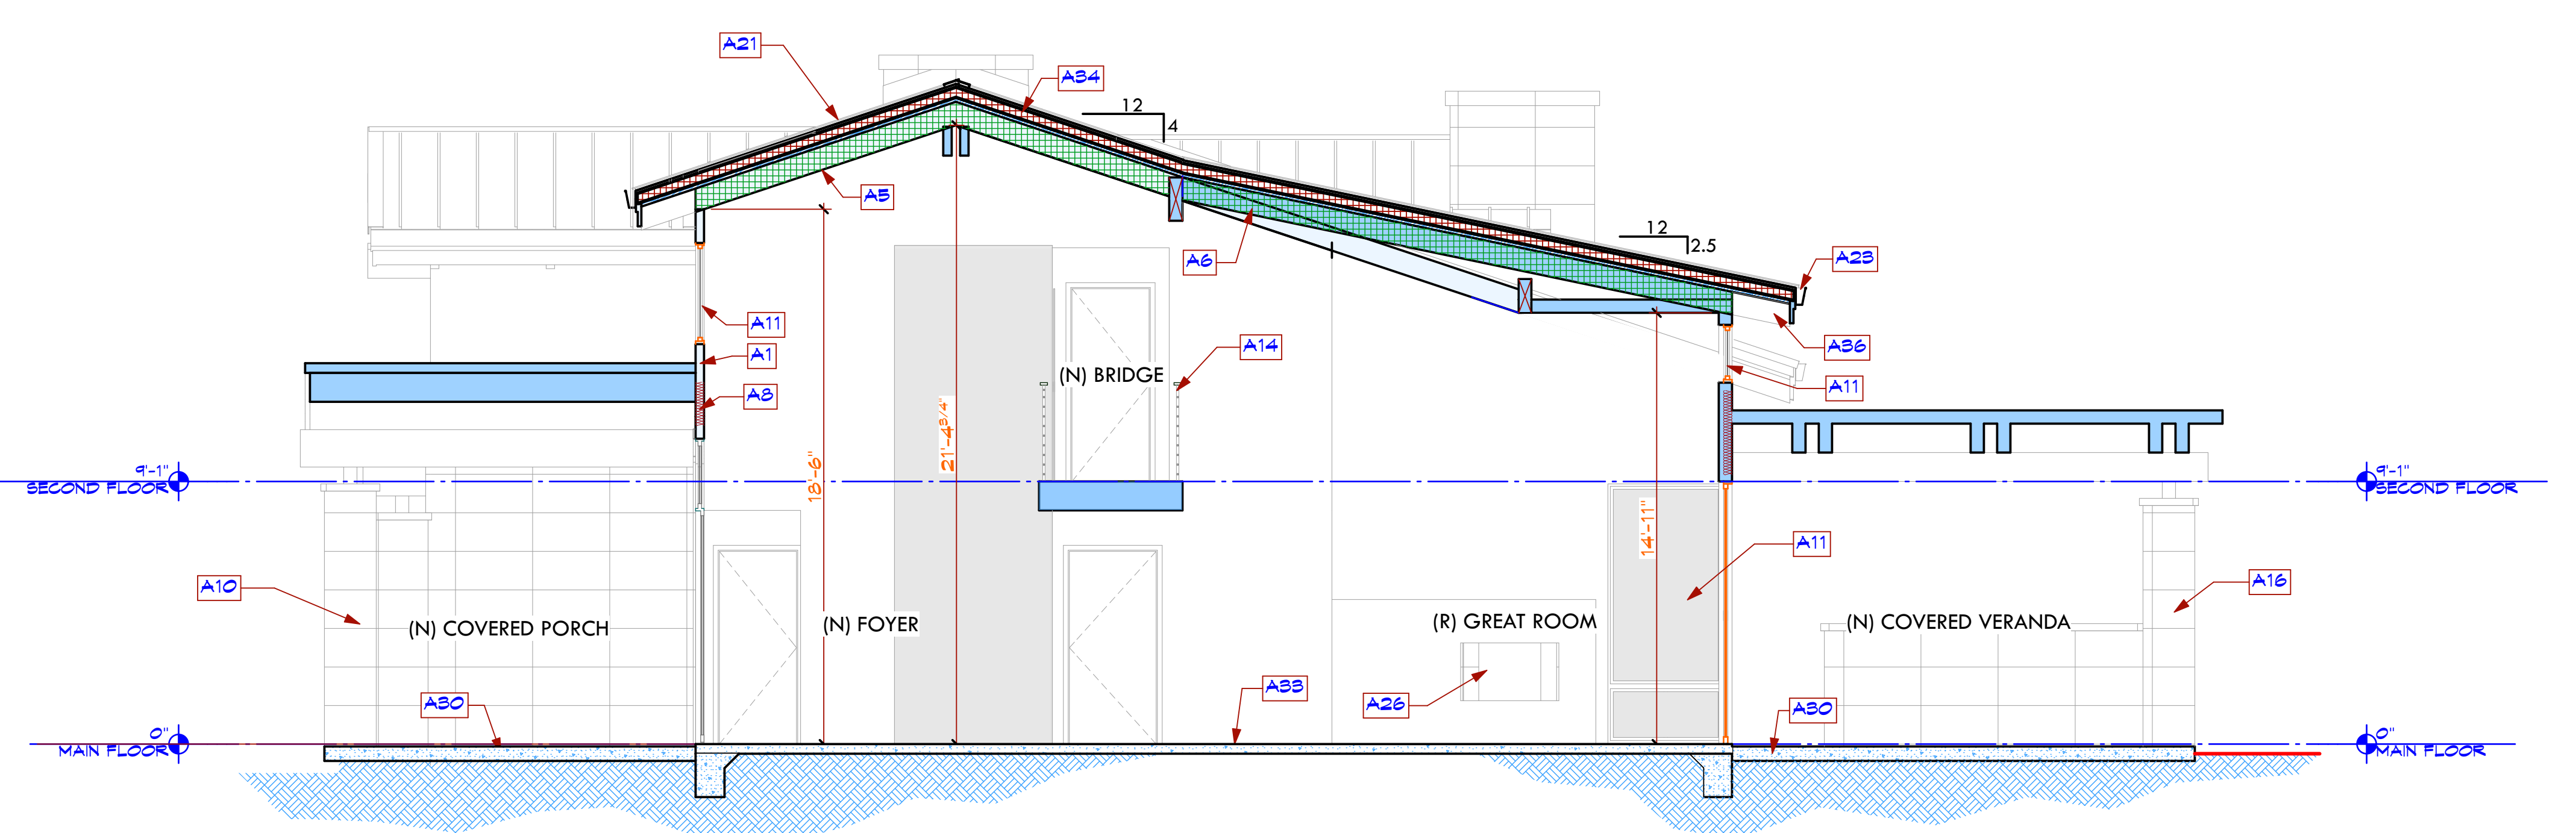 A21
A34
12
4
A5
A6
12
2.5
A23
A11
A1
A8
A14
A36
A11
(N) BRIDGE
18'-6"
21'-4 3/4"
14'-11"
9'-1"
SECOND FLOOR
9'-1"
SECOND FLOOR
A11
A10
A16
(N) COVERED PORCH
(N) FOYER
(R) GREAT ROOM
(N) COVERED VERANDA
A30
A33
A26
A30
0"
MAIN FLOOR
0"
MAIN FLOOR